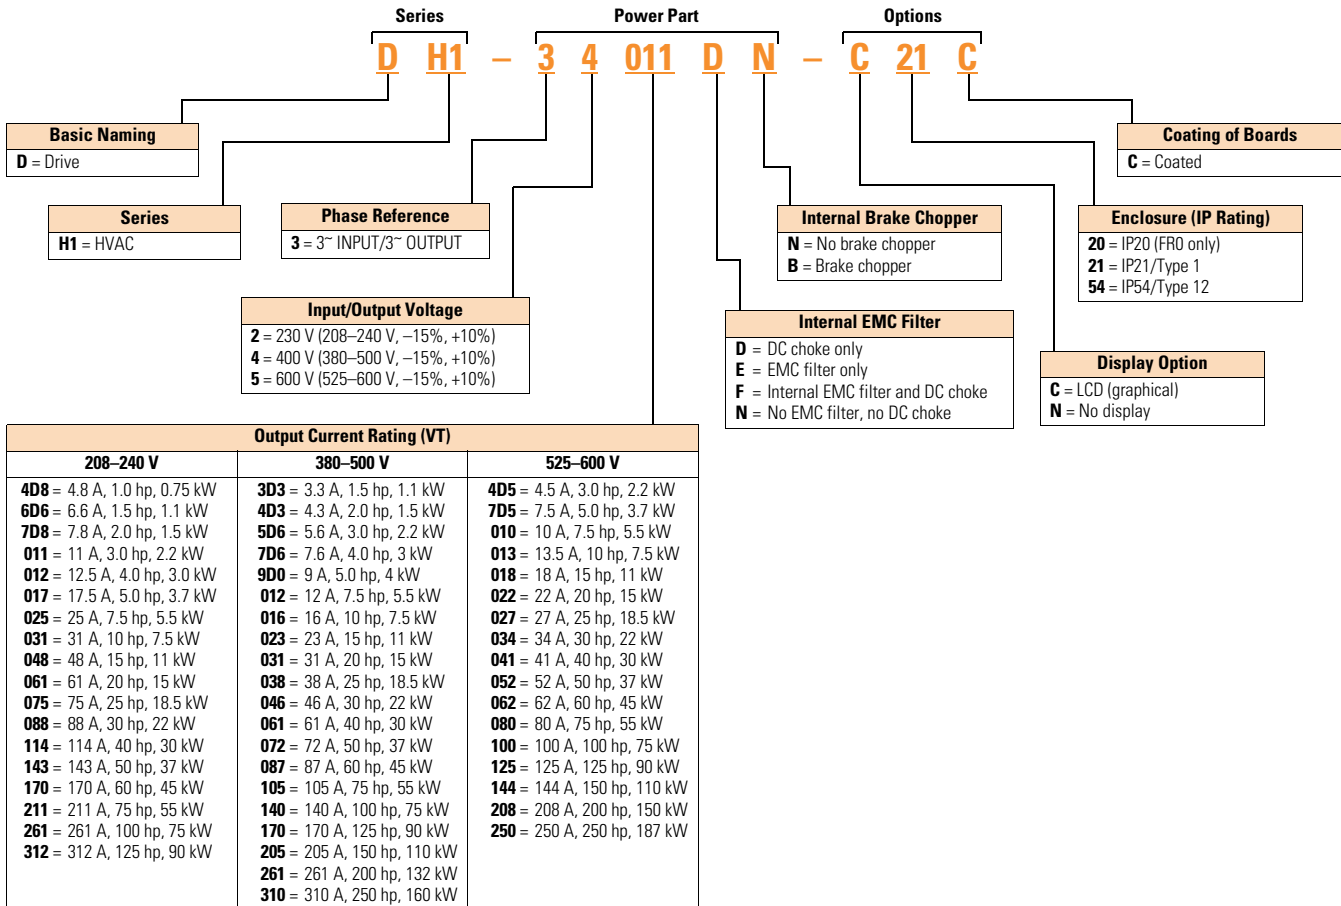 Series Power Part Options
D H1 – 3 4 011 D N – C 21 C
Basic Naming
D = Drive
Series
H1 = HVAC
Phase Reference
3 = 3~ INPUT/3~ OUTPUT
Input/Output Voltage
2 = 230 V (208–240 V, –15%, +10%)
4 = 400 V (380–500 V, –15%, +10%)
5 = 600 V (525–600 V, –15%, +10%)
Internal Brake Chopper
N = No brake chopper
B = Brake chopper
Internal EMC Filter
D = DC choke only
E = EMC filter only
F = Internal EMC filter and DC choke
N = No EMC filter, no DC choke
Coating of Boards
C = Coated
Enclosure (IP Rating)
20 = IP20 (FR0 only)
21 = IP21/Type 1
54 = IP54/Type 12
Display Option
C = LCD (graphical)
N = No display
Output Current Rating (VT)
208–240 V
4D8 = 4.8 A, 1.0 hp, 0.75 kW
6D6 = 6.6 A, 1.5 hp, 1.1 kW
7D8 = 7.8 A, 2.0 hp, 1.5 kW
011 = 11 A, 3.0 hp, 2.2 kW
012 = 12.5 A, 4.0 hp, 3.0 kW
017 = 17.5 A, 5.0 hp, 3.7 kW
025 = 25 A, 7.5 hp, 5.5 kW
031 = 31 A, 10 hp, 7.5 kW
048 = 48 A, 15 hp, 11 kW
061 = 61 A, 20 hp, 15 kW
075 = 75 A, 25 hp, 18.5 kW
088 = 88 A, 30 hp, 22 kW
114 = 114 A, 40 hp, 30 kW
143 = 143 A, 50 hp, 37 kW
170 = 170 A, 60 hp, 45 kW
211 = 211 A, 75 hp, 55 kW
261 = 261 A, 100 hp, 75 kW
312 = 312 A, 125 hp, 90 kW
380–500 V
3D3 = 3.3 A, 1.5 hp, 1.1 kW
4D3 = 4.3 A, 2.0 hp, 1.5 kW
5D6 = 5.6 A, 3.0 hp, 2.2 kW
7D6 = 7.6 A, 4.0 hp, 3 kW
9D0 = 9 A, 5.0 hp, 4 kW
012 = 12 A, 7.5 hp, 5.5 kW
016 = 16 A, 10 hp, 7.5 kW
023 = 23 A, 15 hp, 11 kW
031 = 31 A, 20 hp, 15 kW
038 = 38 A, 25 hp, 18.5 kW
046 = 46 A, 30 hp, 22 kW
061 = 61 A, 40 hp, 30 kW
072 = 72 A, 50 hp, 37 kW
087 = 87 A, 60 hp, 45 kW
105 = 105 A, 75 hp, 55 kW
140 = 140 A, 100 hp, 75 kW
170 = 170 A, 125 hp, 90 kW
205 = 205 A, 150 hp, 110 kW
261 = 261 A, 200 hp, 132 kW
310 = 310 A, 250 hp, 160 kW
525–600 V
4D5 = 4.5 A, 3.0 hp, 2.2 kW
7D5 = 7.5 A, 5.0 hp, 3.7 kW
010 = 10 A, 7.5 hp, 5.5 kW
013 = 13.5 A, 10 hp, 7.5 kW
018 = 18 A, 15 hp, 11 kW
022 = 22 A, 20 hp, 15 kW
027 = 27 A, 25 hp, 18.5 kW
034 = 34 A, 30 hp, 22 kW
041 = 41 A, 40 hp, 30 kW
052 = 52 A, 50 hp, 37 kW
062 = 62 A, 60 hp, 45 kW
080 = 80 A, 75 hp, 55 kW
100 = 100 A, 100 hp, 75 kW
125 = 125 A, 125 hp, 90 kW
144 = 144 A, 150 hp, 110 kW
208 = 208 A, 200 hp, 150 kW
250 = 250 A, 250 hp, 187 kW